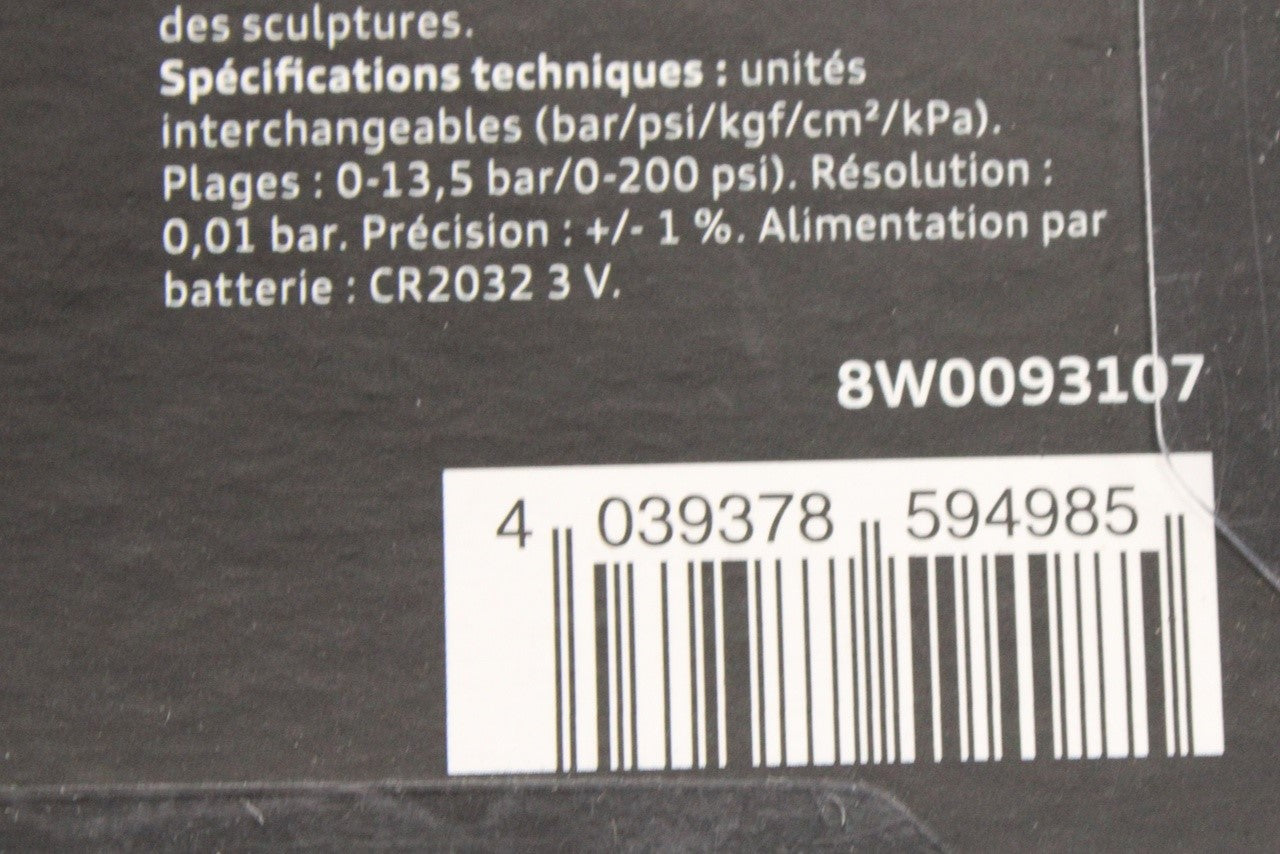 des sculptures.
Spécifications techniques : unités
interchangeables (bar/psi/kgf/cm²/kPa).
Plages : 0-13,5 bar/0-200 psi). Résolution :
0,01 bar. Précision : +/- 1 %. Alimentation par
batterie : CR2032 3 V.
8W0093107
4 039378 594985